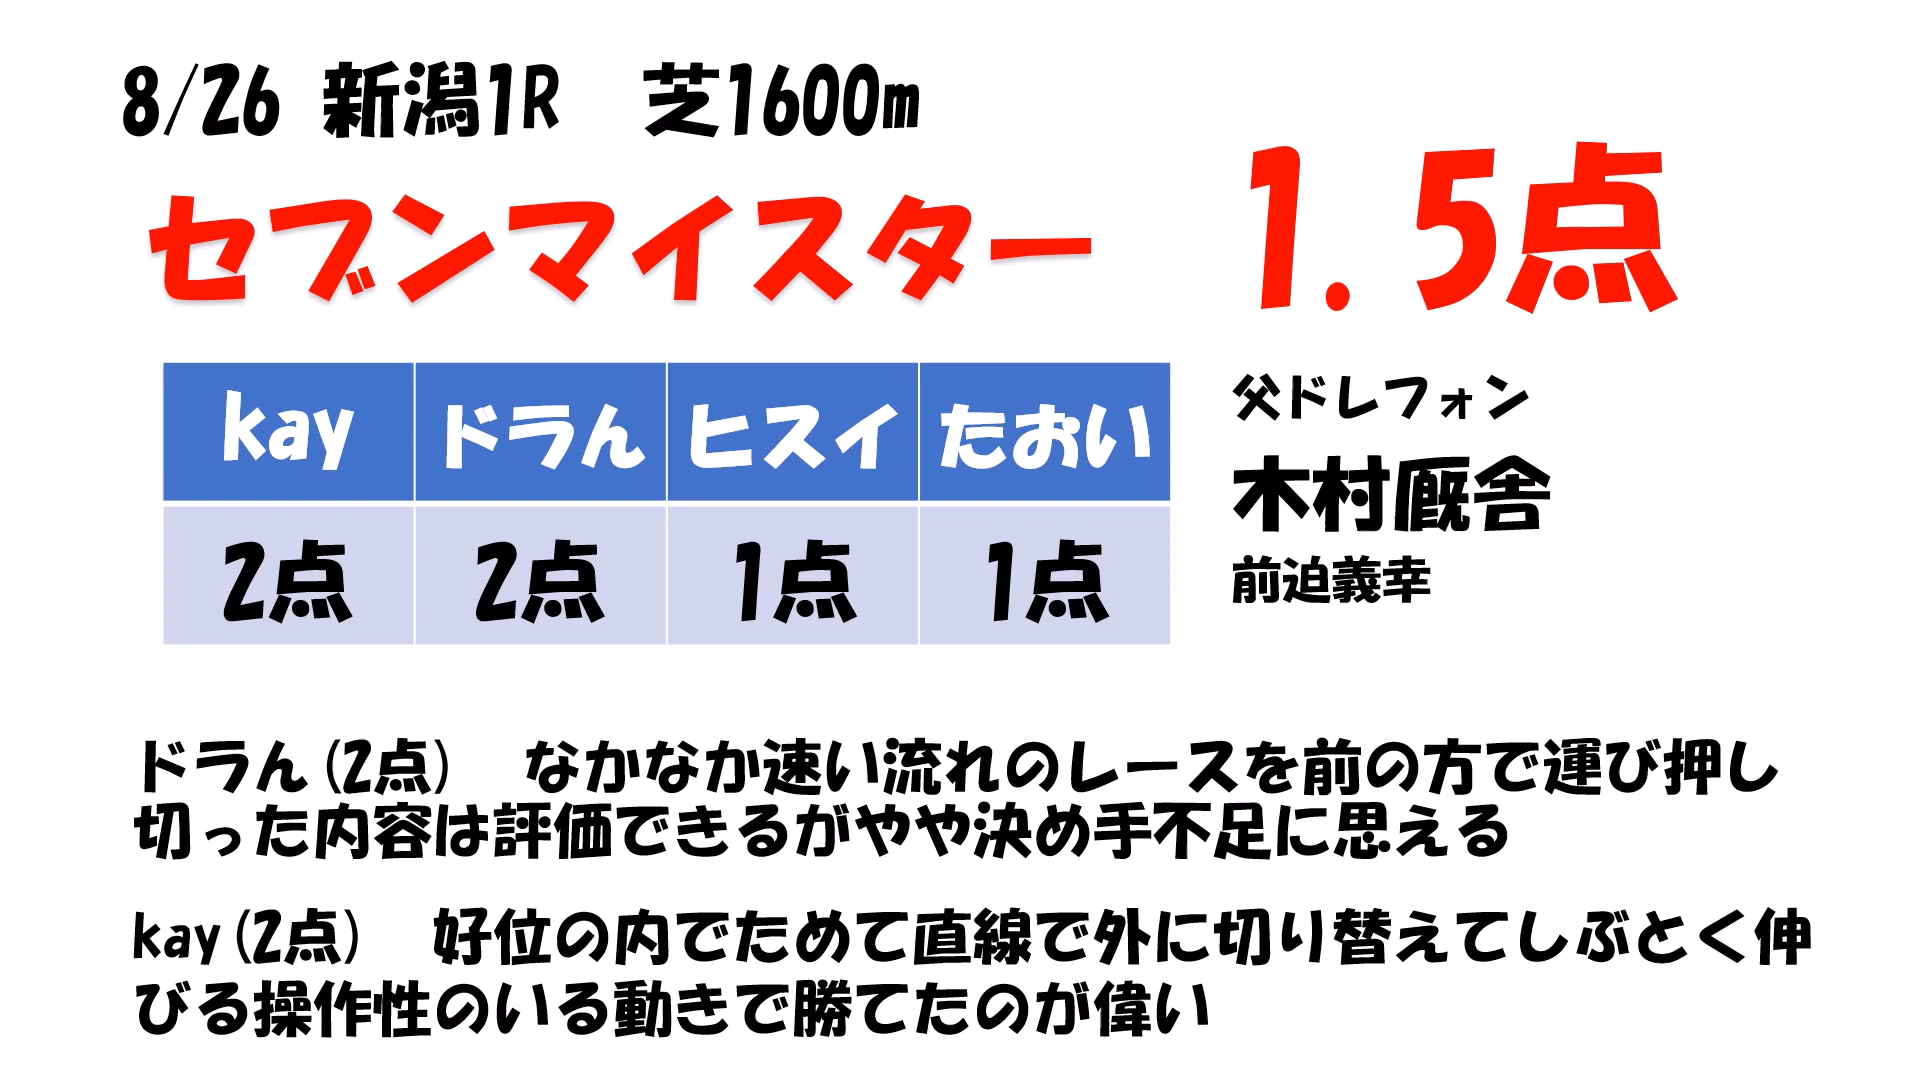 8/26 新潟1R　芝1600m
セブンマイスター
1.5点
kay ドラん ヒスイ たおい
2点 2点 1点 1点
父ドレフォン
木村厩舎
前迫義幸
ドラん(2点)　なかなか速い流れのレースを前の方で運び押し
切った内容は評価できるがやや決め手不足に思える
kay(2点)　好位の内でためて直線で外に切り替えてしぶとく伸
びる操作性のいる動きで勝てたのが偉い